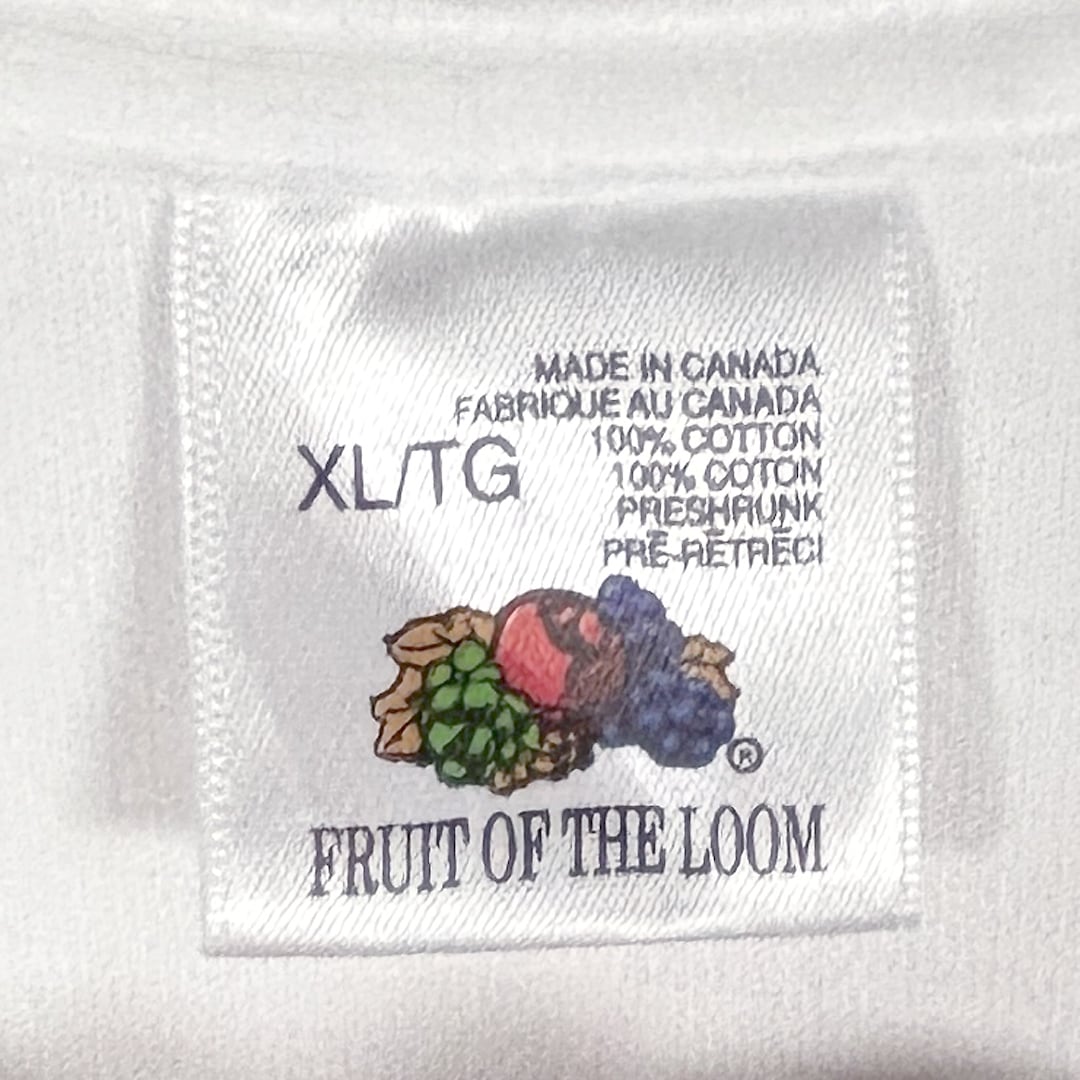 MADE IN CANADA
FABRIQUE AU CANADA
100% COTTON
100% COTON
PRESHRUNK
PRÉ-RÉTRÉCI
XL/TG
®
FRUIT OF THE LOOM